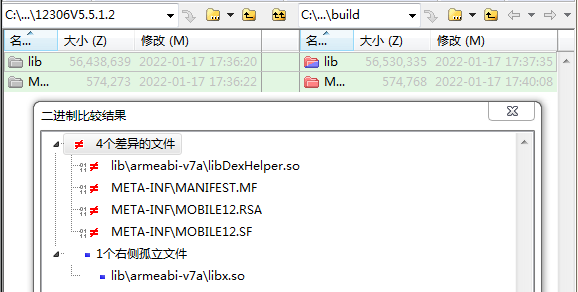 C:\...\12306V5.5.1.2 C:\...\build
名... 大小 (Z) 修改 (M) 名... 大小 (Z) 修改 (M)
lib 56,438,639 2022-01-17 17:36:20 lib 56,530,335 2022-01-17 17:37:35
M... 574,273 2022-01-17 17:36:22 M... 574,768 2022-01-17 17:40:08
二进制比较结果
4个差异的文件
lib\armeabi-v7a\libDexHelper.so
META-INF\MANIFEST.MF
META-INF\MOBILE12.RSA
META-INF\MOBILE12.SF
1个右侧孤立文件
lib\armeabi-v7a\libx.so